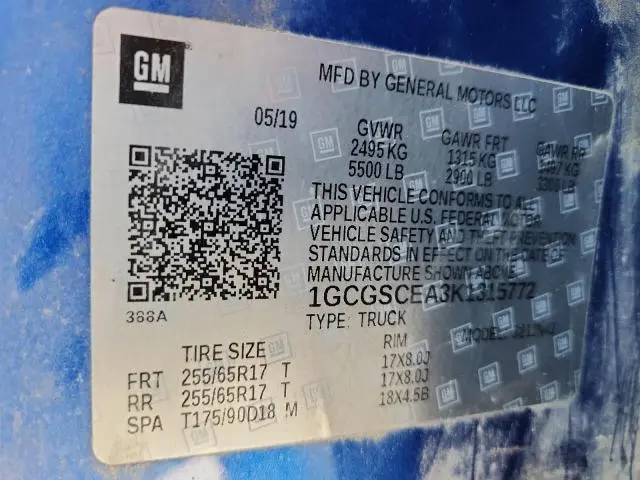 GM
MFD BY GENERAL MOTORS LLC
05/19
GVWR GAWR FRT GAWR RR
2495 KG 1315 KG
5500 LB 2900 LB
THIS VEHICLE CONFORMS TO ALL
APPLICABLE U.S. FEDERAL MOTOR
VEHICLE SAFETY AND THEFT PREVENTION
STANDARDS IN EFFECT ON THE DATE OF
MANUFACTURE SHOWN ABOVE.
1GCGSCEA3K1315772
388A
TYPE: TRUCK MODEL:
TIRE SIZE RIM
FRT 255/65R17 T 17X8.0J
RR 255/65R17 T 17X8.0J
SPA T175/90D18 M 18X4.5B